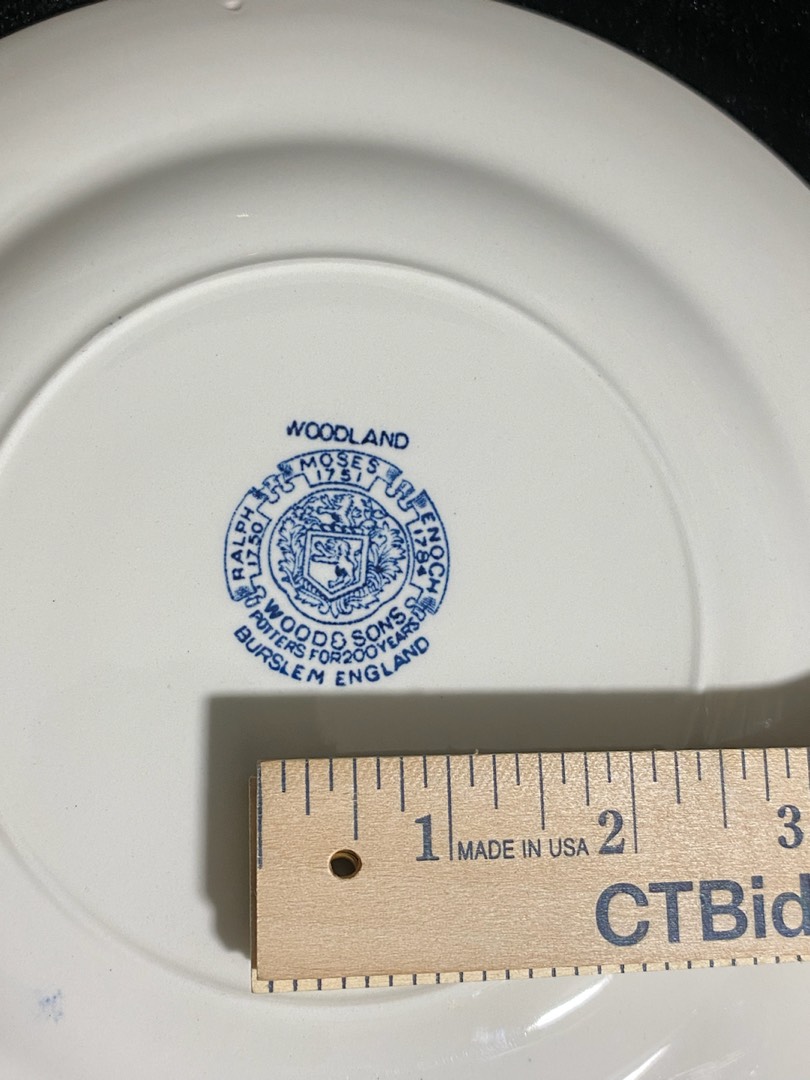 WOODLAND
MOSES
1751
RALPH
1750
ENOCH
1784
WOOD & SONS
POTTERS FOR 200 YEARS
BURSLEM ENGLAND
1 MADE IN USA 2 3
CTBid